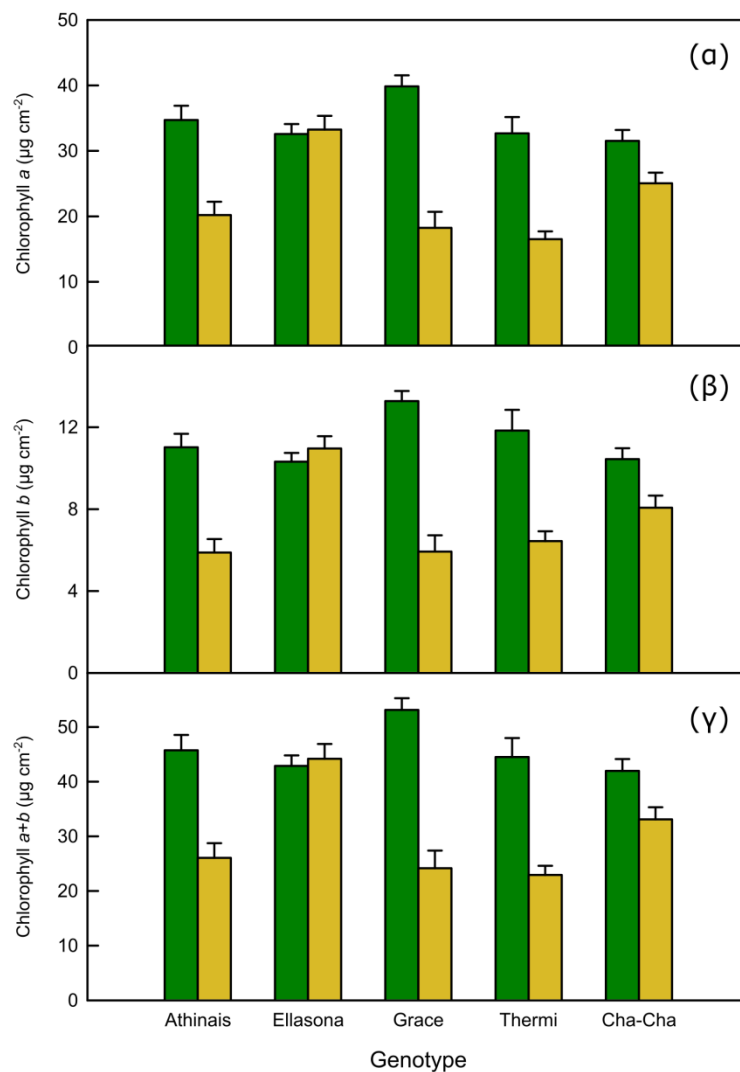 50
40
30
20
10
0
Chlorophyll a (µg cm-2)
(α)
12
8
4
0
Chlorophyll b (µg cm-2)
(β)
50
40
30
20
10
0
Chlorophyll a+b (µg cm-2)
(γ)
Athinais Ellasona Grace Thermi Cha-Cha
Genotype